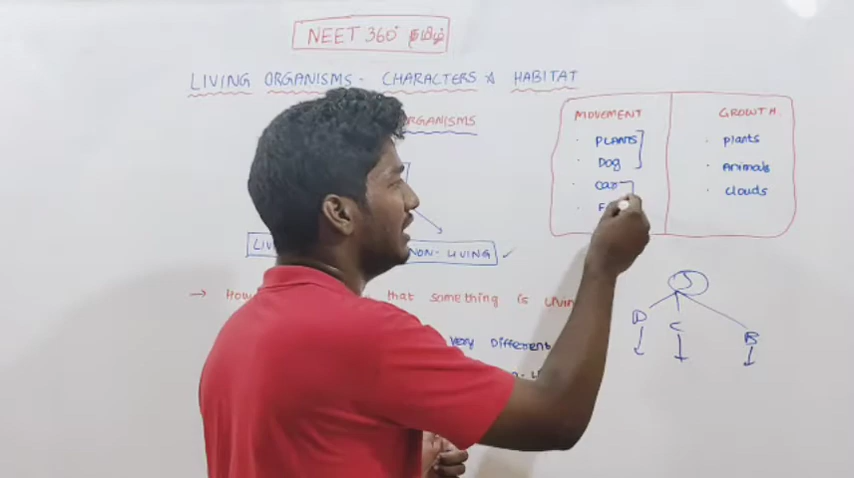 NEET 360° தமிழ்
LIVING ORGANISMS - CHARACTERS & HABITAT
ORGANISMS
NON-LIVING
→ How that something is
very Different
MOVEMENT
· PLANTS
· Dog
· Car
GROWTH
· plants
· Animals
· clouds
D
C
B